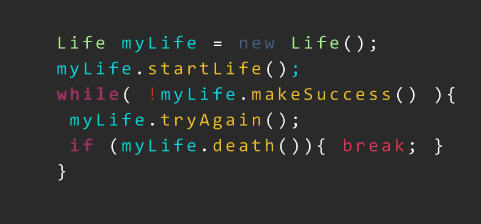 Life myLife = new Life();
myLife.startLife();
while( !myLife.makeSuccess() ){
myLife.tryAgain();
if (myLife.death()){ break; }
}